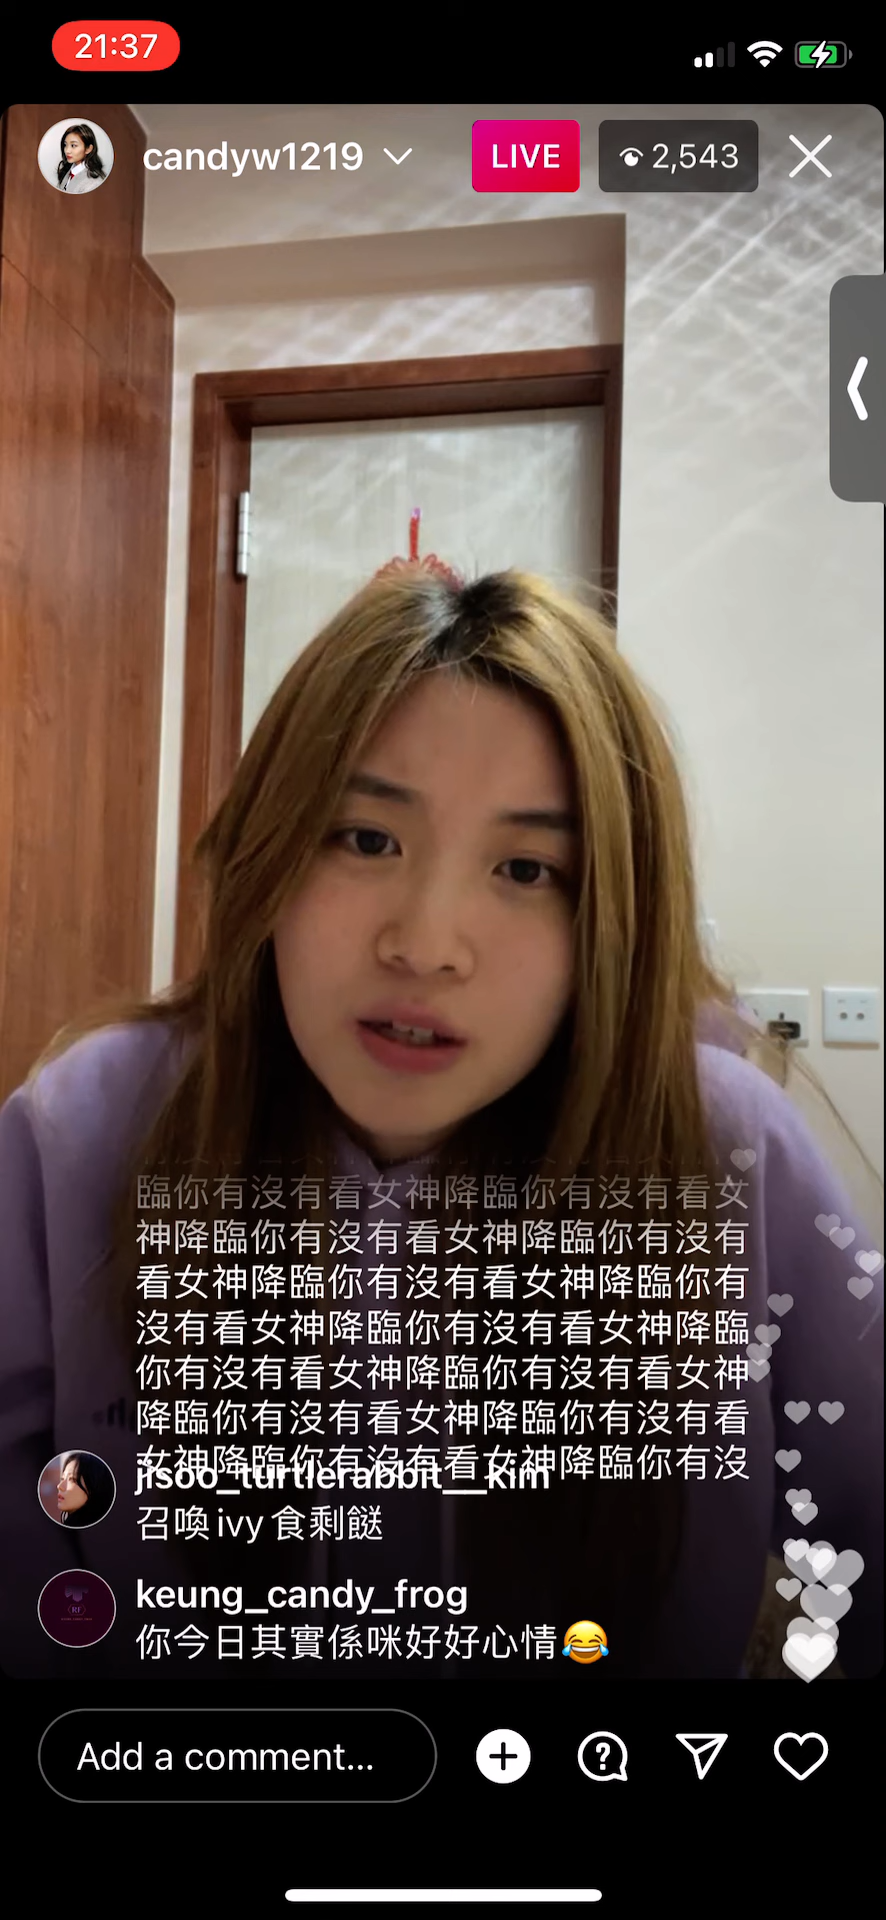 21:37
candyw1219
LIVE
2,543
臨你有沒有看女神降臨你有沒有看女
神降臨你有沒有看女神降臨你有沒有
看女神降臨你有沒有看女神降臨你有
沒有看女神降臨你有沒有看女神降臨
你有沒有看女神降臨你有沒有看女神
降臨你有沒有看女神降臨你有沒有看
女神降臨你有沒有看女神降臨你有沒
jisoo_turtlerabbit__kim
召喚ivy食剩餸
keung_candy_frog
你今日其實係咪好好心情😂
Add a comment...